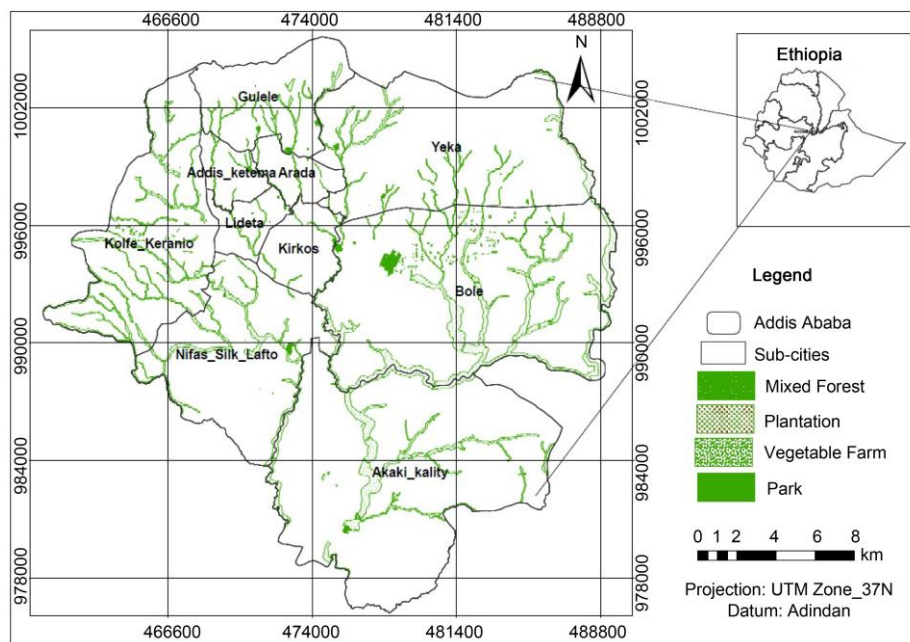 466600 474000 481400 488800
N
Ethiopia
1002000 1002000
Gulele
Yeka
Addis_ketema Arada
996000 996000
Lideta
Kolfe_Keranio Kirkos
Bole
990000 990000
Nifas_Silk_Lafto
984000 984000
Akaki_kality
978000 978000
466600 474000 481400 488800
Legend
Addis Ababa
Sub-cities
Mixed Forest
Plantation
Vegetable Farm
Park
0 1 2 4 6 8
km
Projection: UTM Zone_37N
Datum: Adindan